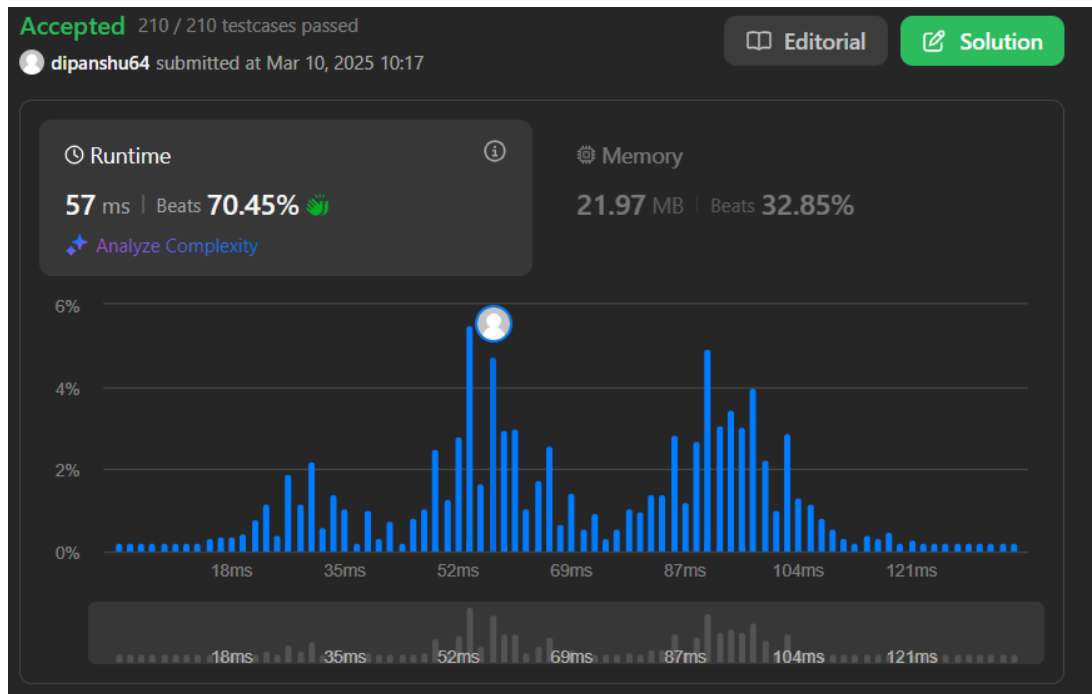 Accepted 210 / 210 testcases passed
Editorial
Solution
dipanshu64 submitted at Mar 10, 2025 10:17
Runtime
57 ms | Beats 70.45%
Analyze Complexity
Memory
21.97 MB | Beats 32.85%
6%
4%
2%
0%
18ms 35ms 52ms 69ms 87ms 104ms 121ms
18ms 35ms 52ms 69ms 87ms 104ms 121ms